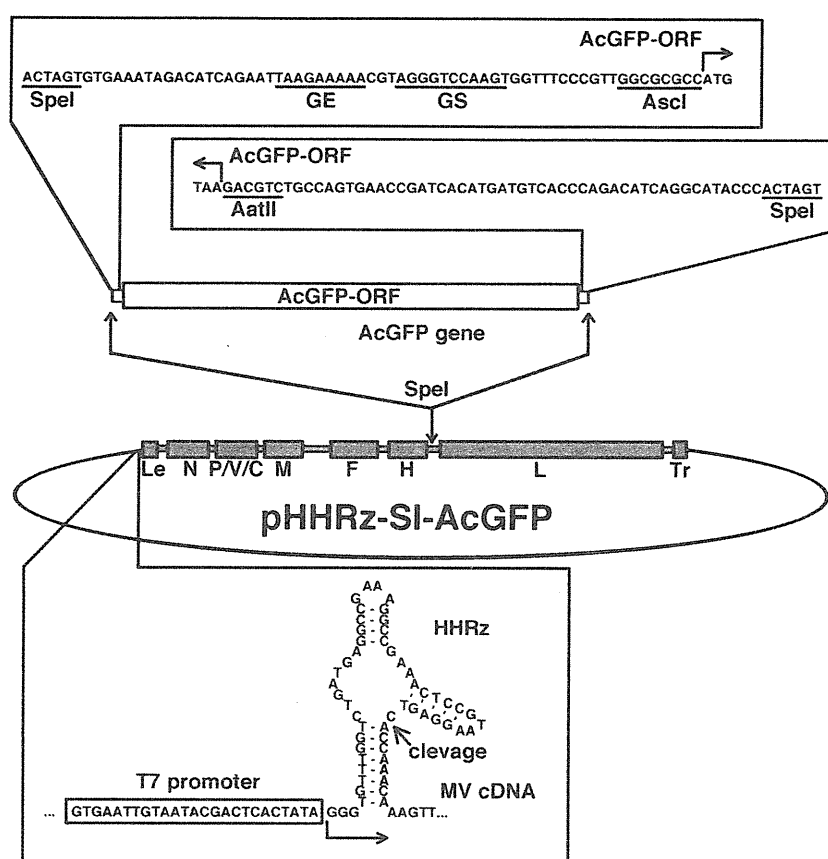 AcGFP-ORF
ACTAGTGTGAAATAGACATCAGAATTAAGAAAAACGTAGGGTCCAAGTGGTTTCCCGTTGGCGCGCCATG
SpeI GE GS AscI
AcGFP-ORF
TAAGACGTCTGCCAGTGAACCGATCACATGATGTCACCCAGACATCAGGCATACCCACTAGT
AatII SpeI
AcGFP-ORF
AcGFP gene
SpeI
Le N P/V/C M F H L Tr
pHHRz-SI-AcGFP
HHRz
TGTTTGGTCTGATGAGGCCGAAAGGCCGAAACTCCGTAAGGAGTCACCAAACA
clevage
T7 promoter
MV cDNA
... GTGAATTGTAATACGACTCACTATA GGG AAGTT...